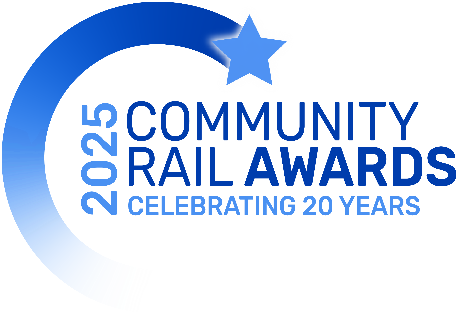 2025
COMMUNITY
RAIL AWARDS
CELEBRATING 20 YEARS